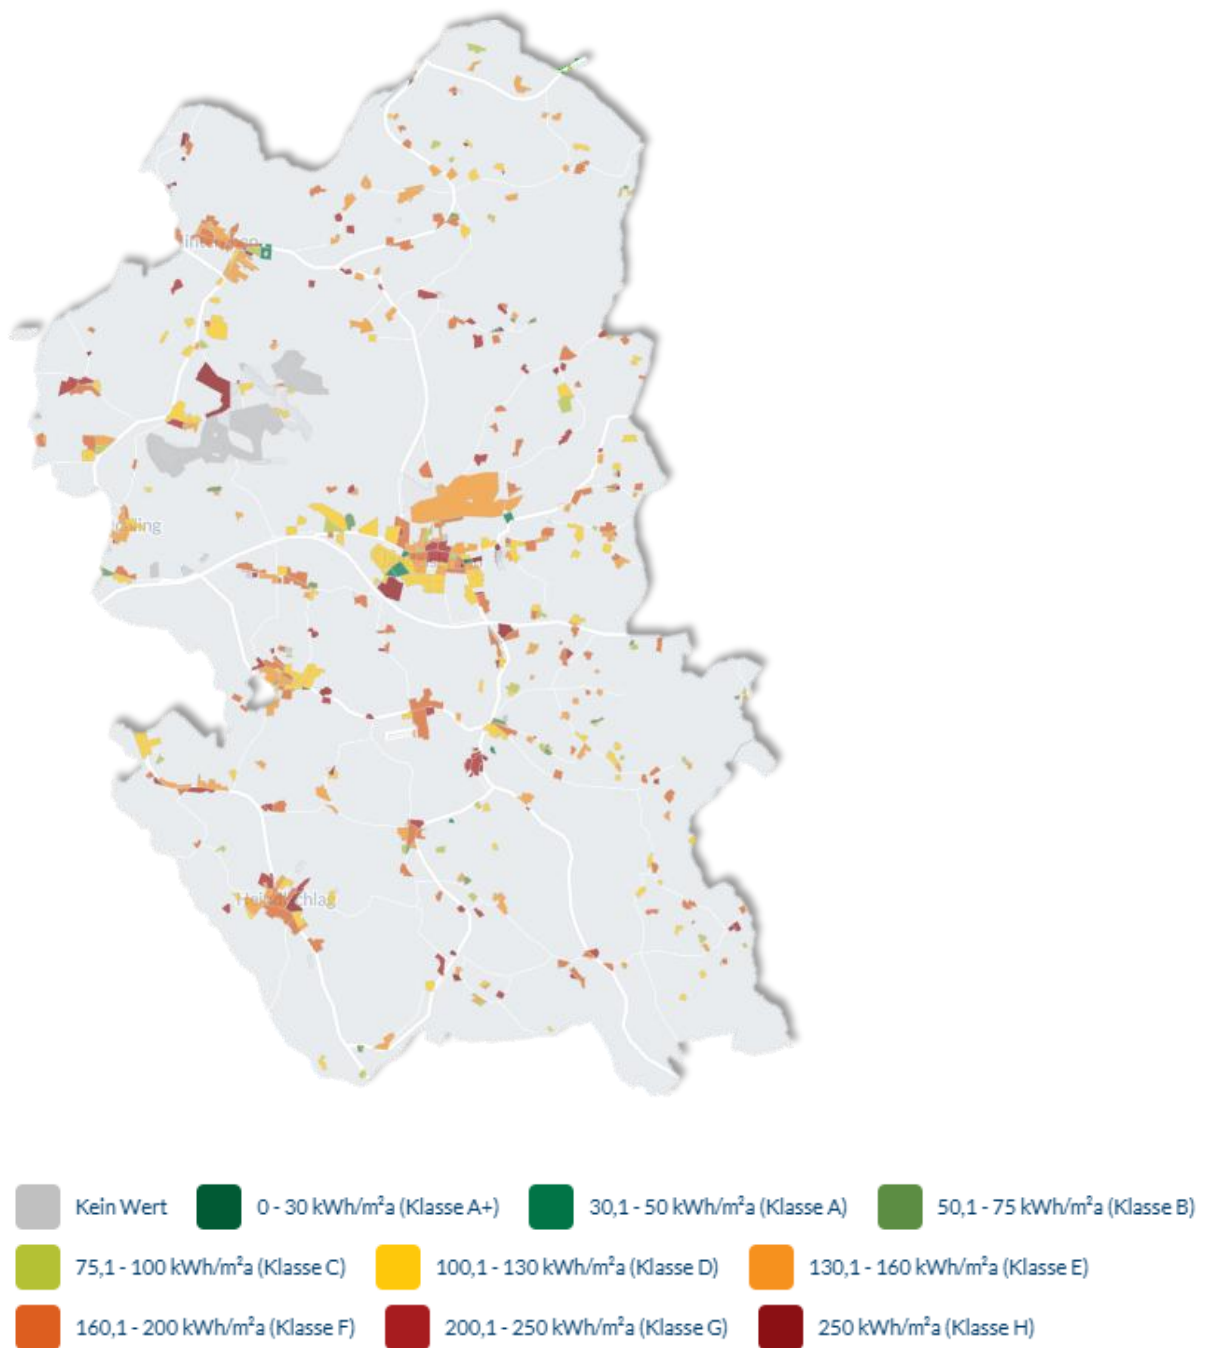 Kein Wert
0 - 30 kWh/m²a (Klasse A+)
30,1 - 50 kWh/m²a (Klasse A)
50,1 - 75 kWh/m²a (Klasse B)
75,1 - 100 kWh/m²a (Klasse C)
100,1 - 130 kWh/m²a (Klasse D)
130,1 - 160 kWh/m²a (Klasse E)
160,1 - 200 kWh/m²a (Klasse F)
200,1 - 250 kWh/m²a (Klasse G)
250 kWh/m²a (Klasse H)